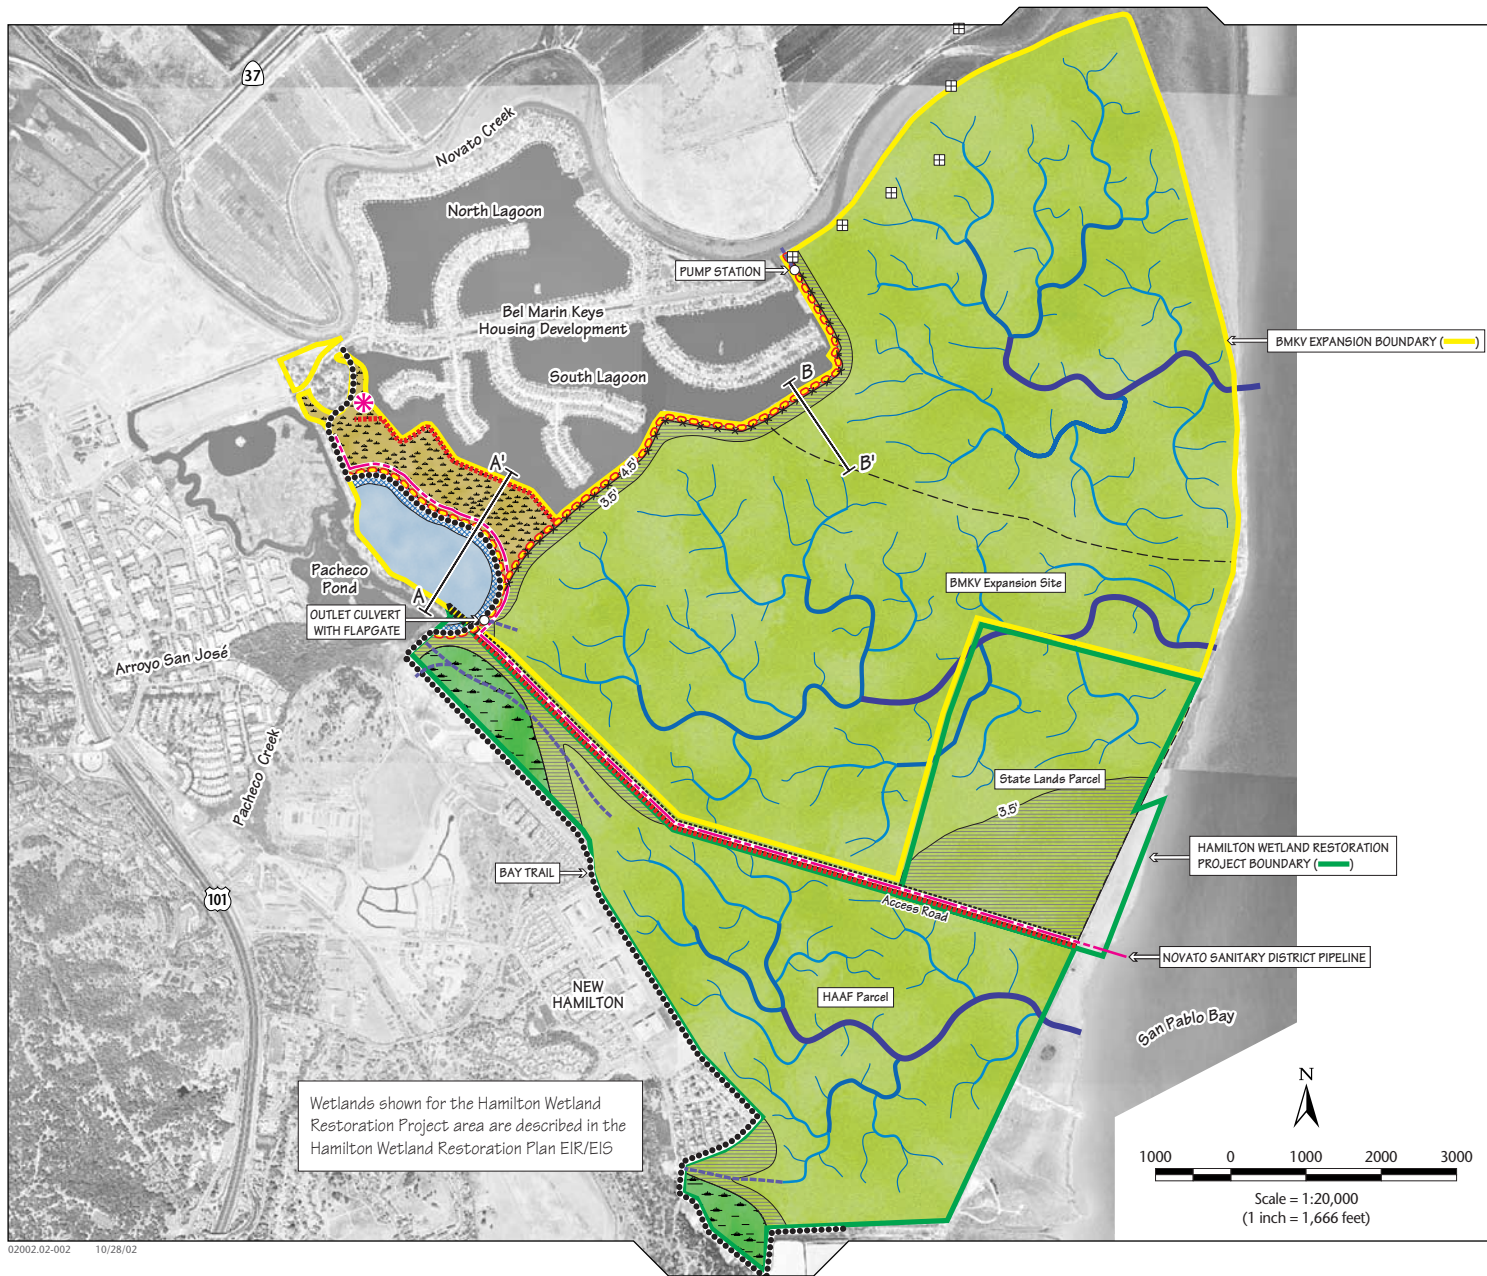 37
Novato Creek
North Lagoon
PUMP STATION
Bel Marin Keys
Housing Development
South Lagoon
BMKV EXPANSION BOUNDARY ( )
B
B'
A'
4.5'
3.5'
Pacheco
Pond
A
BMKV Expansion Site
OUTLET CULVERT
WITH FLAPGATE
Arroyo San José
Pacheco Creek
State Lands Parcel
3.5'
HAMILTON WETLAND RESTORATION
PROJECT BOUNDARY ( )
BAY TRAIL
101
Access Road
NOVATO SANITARY DISTRICT PIPELINE
NEW
HAMILTON
HAAF Parcel
San Pablo Bay
Wetlands shown for the Hamilton Wetland
Restoration Project area are described in the
Hamilton Wetland Restoration Plan EIR/EIS
N
1000 0 1000 2000 3000
Scale = 1:20,000
(1 inch = 1,666 feet)
02002.02-002 10/28/02